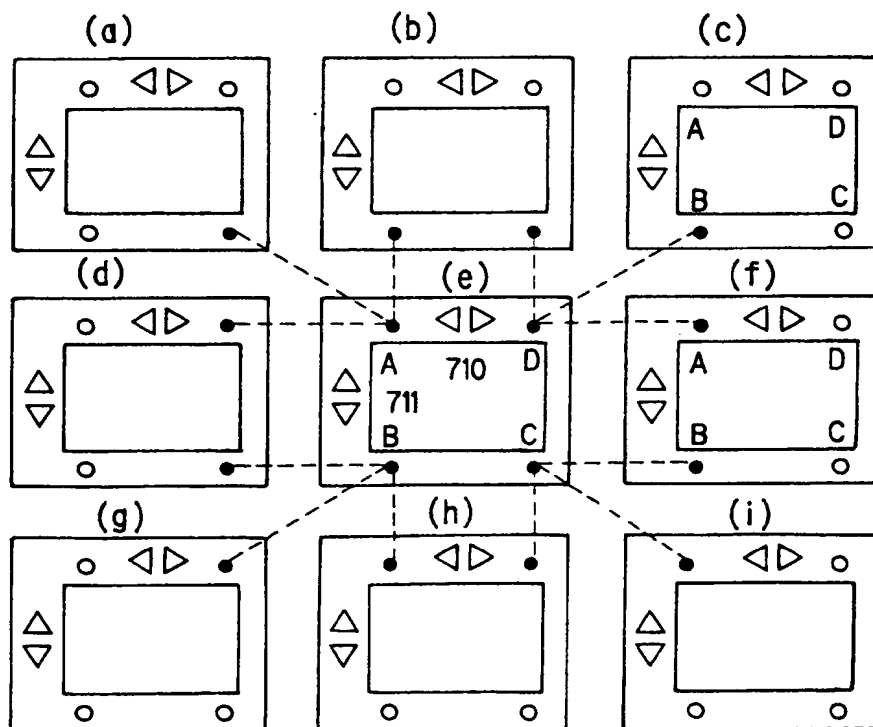 (a) (b) (c)
A D
B C
(d) (e) (f)
A 710 D A D
711
B C B C
(g) (h) (i)